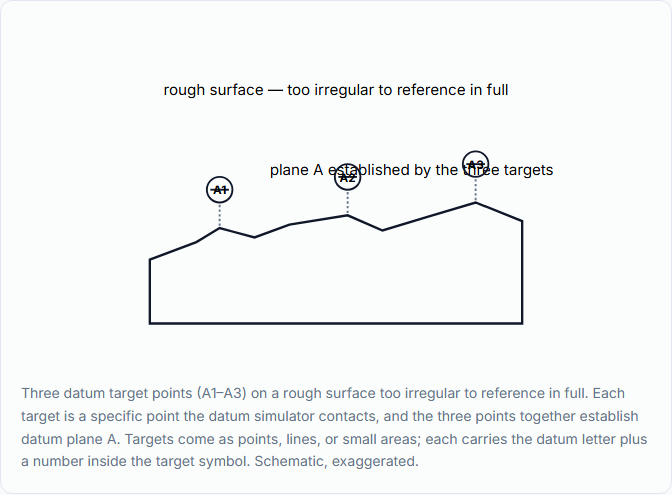 rough surface — too irregular to reference in full
plane A established by the three targets
A1
A2
A3
Three datum target points (A1–A3) on a rough surface too irregular to reference in full. Each
target is a specific point the datum simulator contacts, and the three points together establish
datum plane A. Targets come as points, lines, or small areas; each carries the datum letter plus
a number inside the target symbol. Schematic, exaggerated.